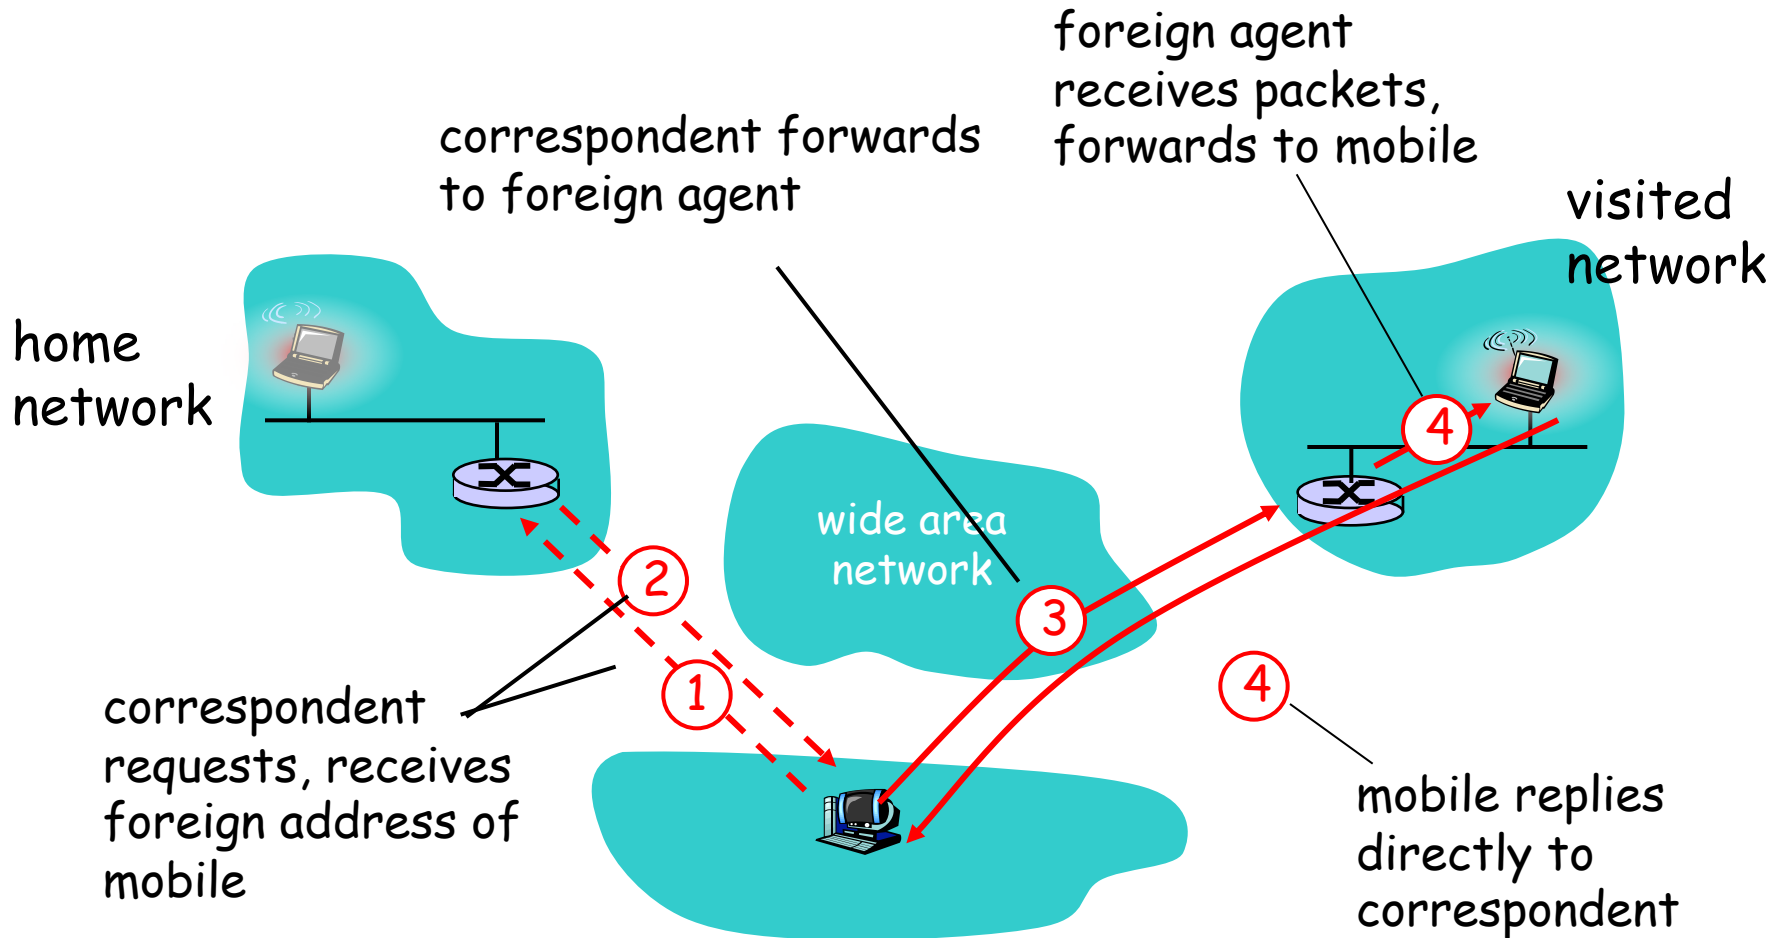 foreign agent
receives packets,
forwards to mobile
correspondent forwards
to foreign agent
visited
network
home
network
4
wide area
network
2
3
1
4
correspondent
requests, receives
foreign address of
mobile
mobile replies
directly to
correspondent